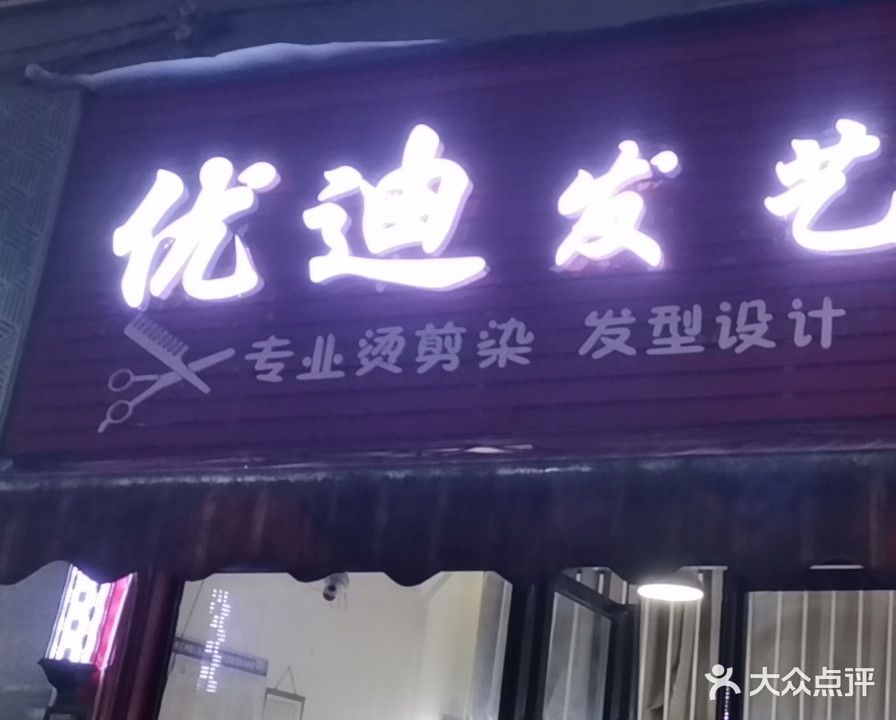 优迪发艺
专业烫剪染 发型设计
大众点评